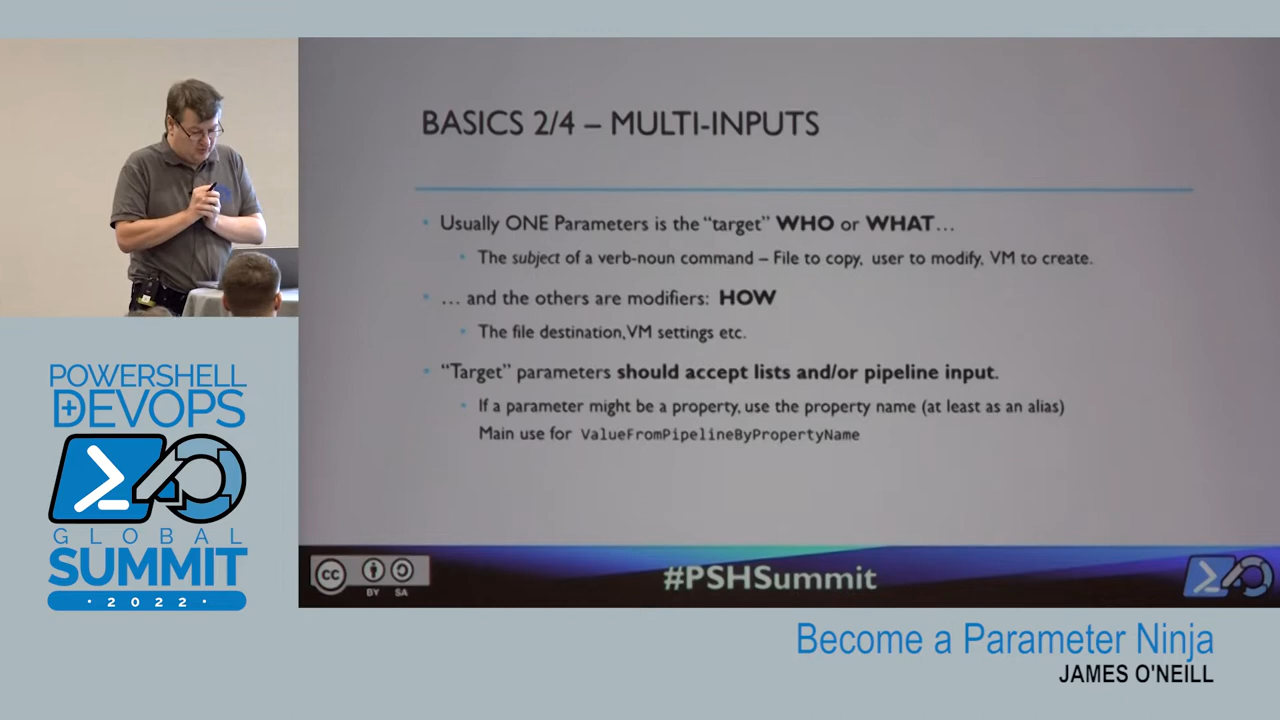 BASICS 2/4 – MULTI-INPUTS
• Usually ONE Parameters is the “target” WHO or WHAT…
• The subject of a verb-noun command – File to copy, user to modify, VM to create.
• … and the others are modifiers: HOW
• The file destination, VM settings etc.
• “Target” parameters should accept lists and/or pipeline input.
• If a parameter might be a property, use the property name (at least as an alias)
Main use for ValueFromPipelineByPropertyName
cc BY SA
#PSHSummit
POWERSHELL
+DEVOPS
GLOBAL
SUMMIT
· 2022 ·
Become a Parameter Ninja
JAMES O'NEILL